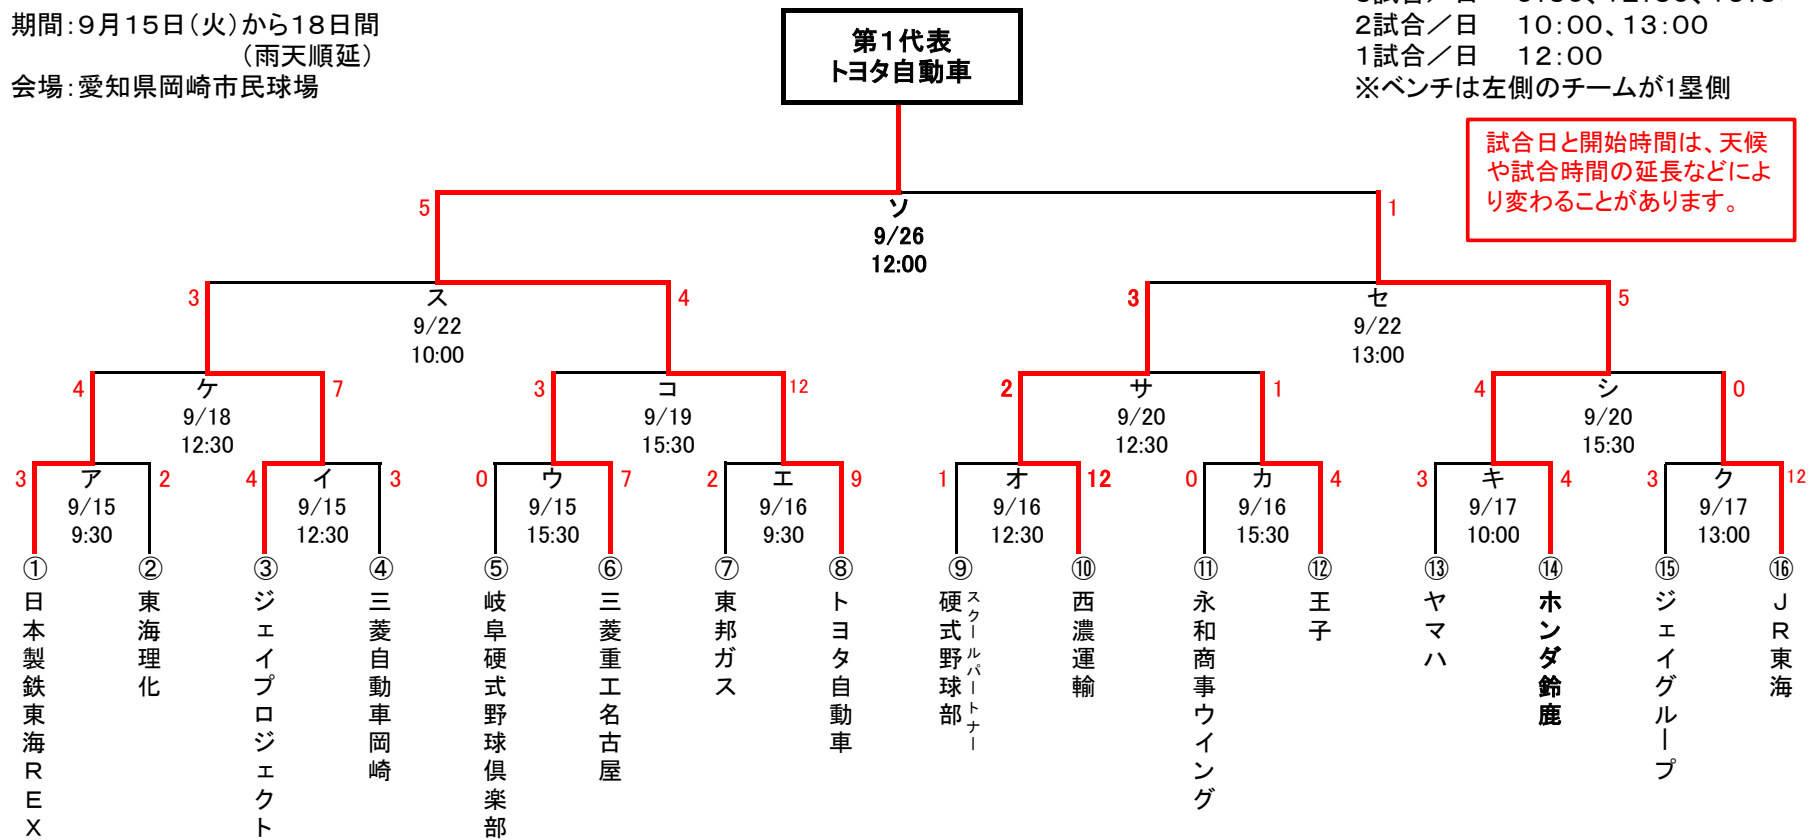 期間：9月15日（火）から18日間
（雨天順延）
会場：愛知県岡崎市民球場
第1代表
トヨタ自動車
2試合／日　10：00、13：00
1試合／日　12：00
※ベンチは左側のチームが1塁側
試合日と開始時間は、天候
や試合時間の延長などによ
り変わることがあります。
5 ソ 1
9/26
12:00
3 ス 4
9/22
10:00
3 セ 5
9/22
13:00
4 ケ 7
9/18
12:30
3 コ 12
9/19
15:30
2 サ 1
9/20
12:30
4 シ 0
9/20
15:30
3 ア 2
9/15
9:30
4 イ 3
9/15
12:30
0 ウ 7
9/15
15:30
2 エ 9
9/16
9:30
1 オ 12
9/16
12:30
0 カ 4
9/16
15:30
3 キ 4
9/17
10:00
3 ク 12
9/17
13:00
① 日本製鉄東海REX
② 東海理化
③ ジェイプロジェクト
④ 三菱自動車岡崎
⑤ 岐阜硬式野球倶楽部
⑥ 三菱重工名古屋
⑦ 東邦ガス
⑧ トヨタ自動車
⑨ 硬式野球部 スクールパートナー
⑩ 西濃運輸
⑪ 永和商事ウイング
⑫ 王子
⑬ ヤマハ
⑭ ホンダ鈴鹿
⑮ ジェイグループ
⑯ JR東海